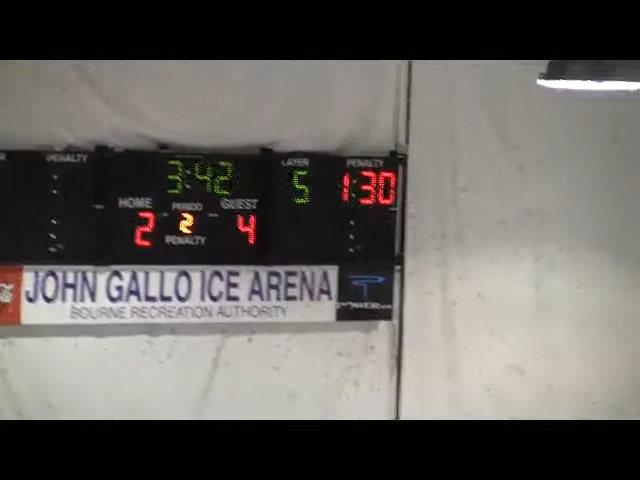 PENALTY 3:42 LAYER PENALTY
5 1:30
HOME PERIOD GUEST
2 2 4
PENALTY
JOHN GALLO ICE ARENA
BOURNE RECREATION AUTHORITY